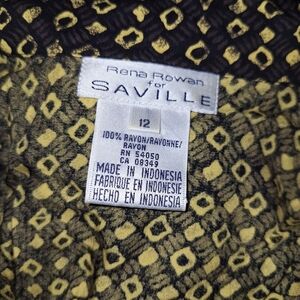 Rena Rowan
for
SAVILLE
12
100% RAYON/RAYONNE/
RAYON
RN 54050
CA 08349
MADE IN INDONESIA
FABRIQUE EN INDONESIE
HECHO EN INDONESIA